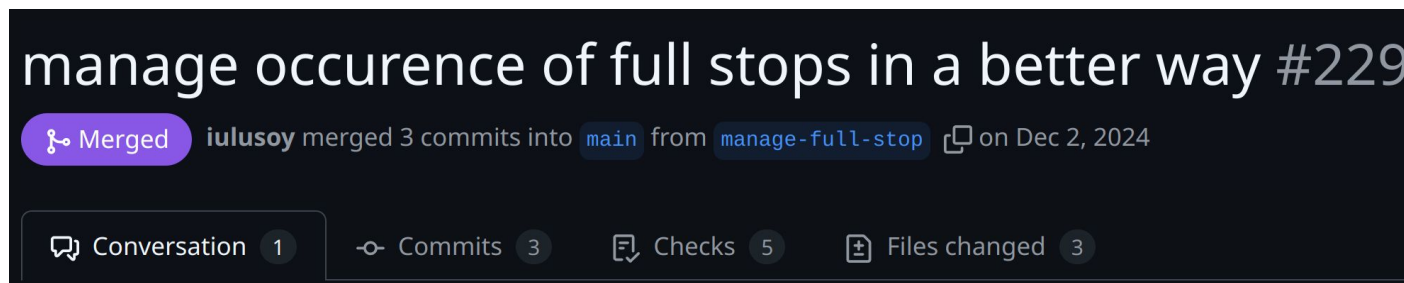 manage occurence of full stops in a better way #229
Merged iulusoy merged 3 commits into main from manage-full-stop on Dec 2, 2024
Conversation 1 Commits 3 Checks 5 Files changed 3